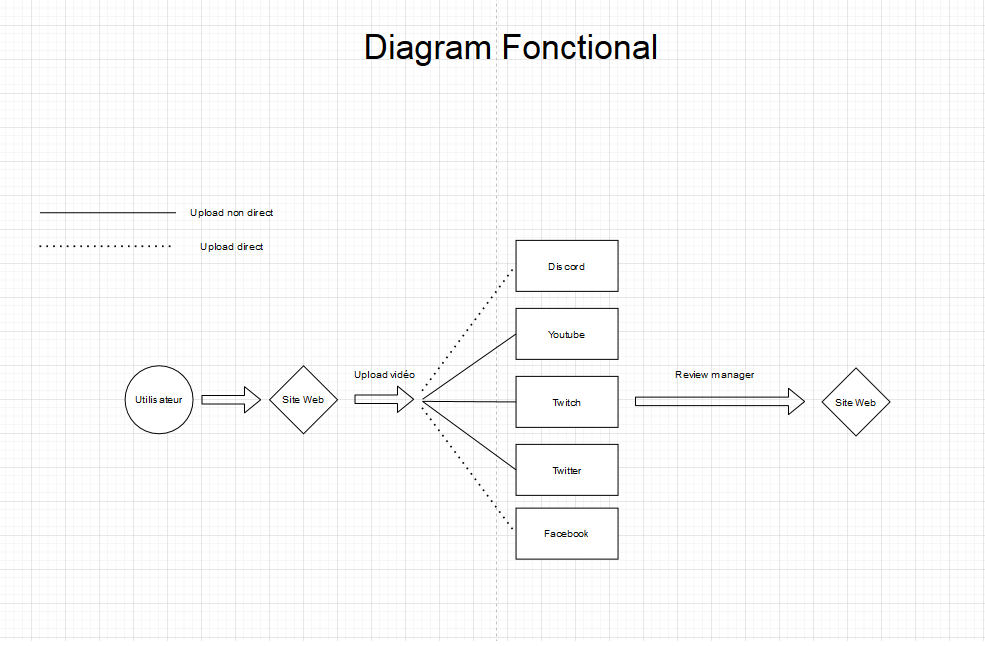 Diagram Fonctional
Upload non direct
Upload direct
Discord
Youtube
Upload vidéo
Review manager
Utilisateur
Site Web
Twitch
Site Web
Twitter
Facebook